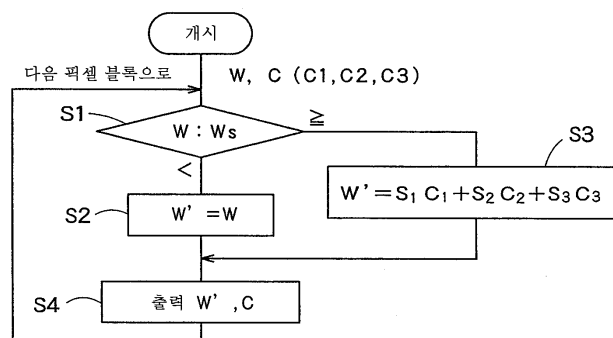 개시
다음 픽셀 블록으로
W, C (C1,C2,C3)
S1
W : Ws
≧
<
S3
W'=S₁ C₁+S₂ C₂+S₃ C₃
S2
W' =W
S4
출력 W' ,C